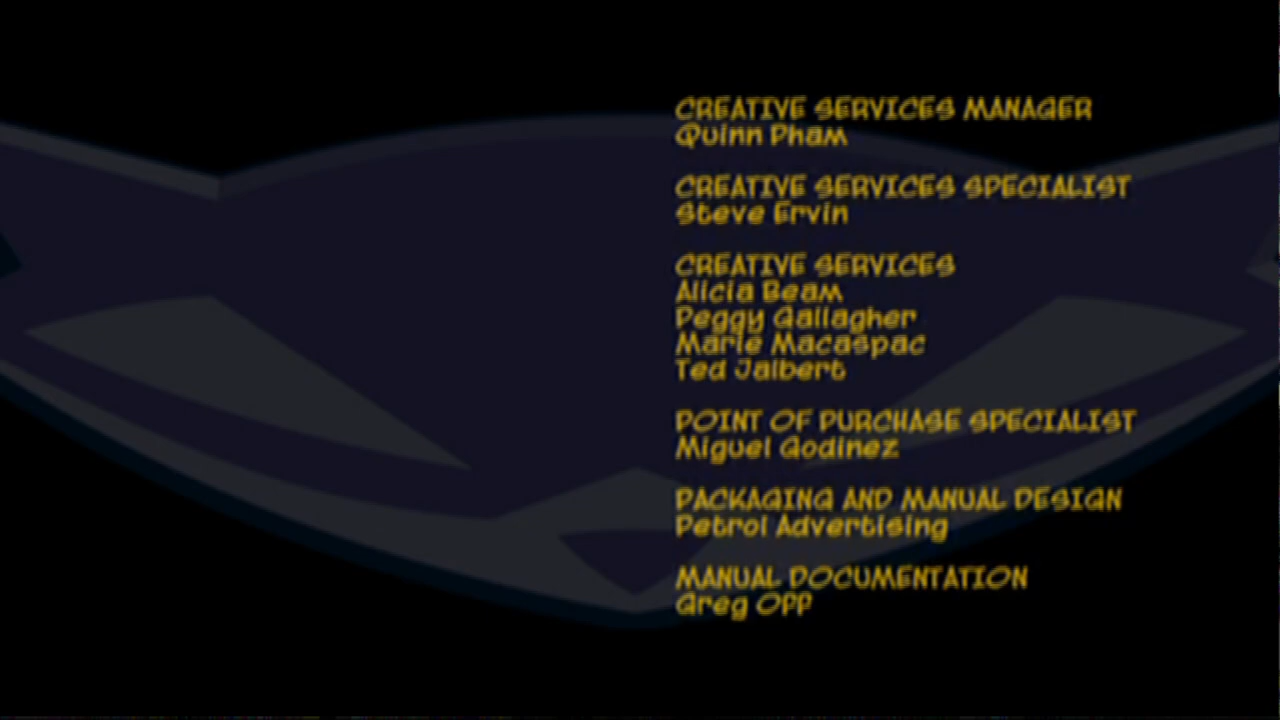 CREATIVE SERVICES MANAGER
Quinn Pham
CREATIVE SERVICES SPECIALIST
Steve Ervin
CREATIVE SERVICES
Alicia Beam
Peggy Gallagher
Marie Macaspac
Ted Jalbert
POINT OF PURCHASE SPECIALIST
Miguel Godinez
PACKAGING AND MANUAL DESIGN
Petrol Advertising
MANUAL DOCUMENTATION
Greg Off